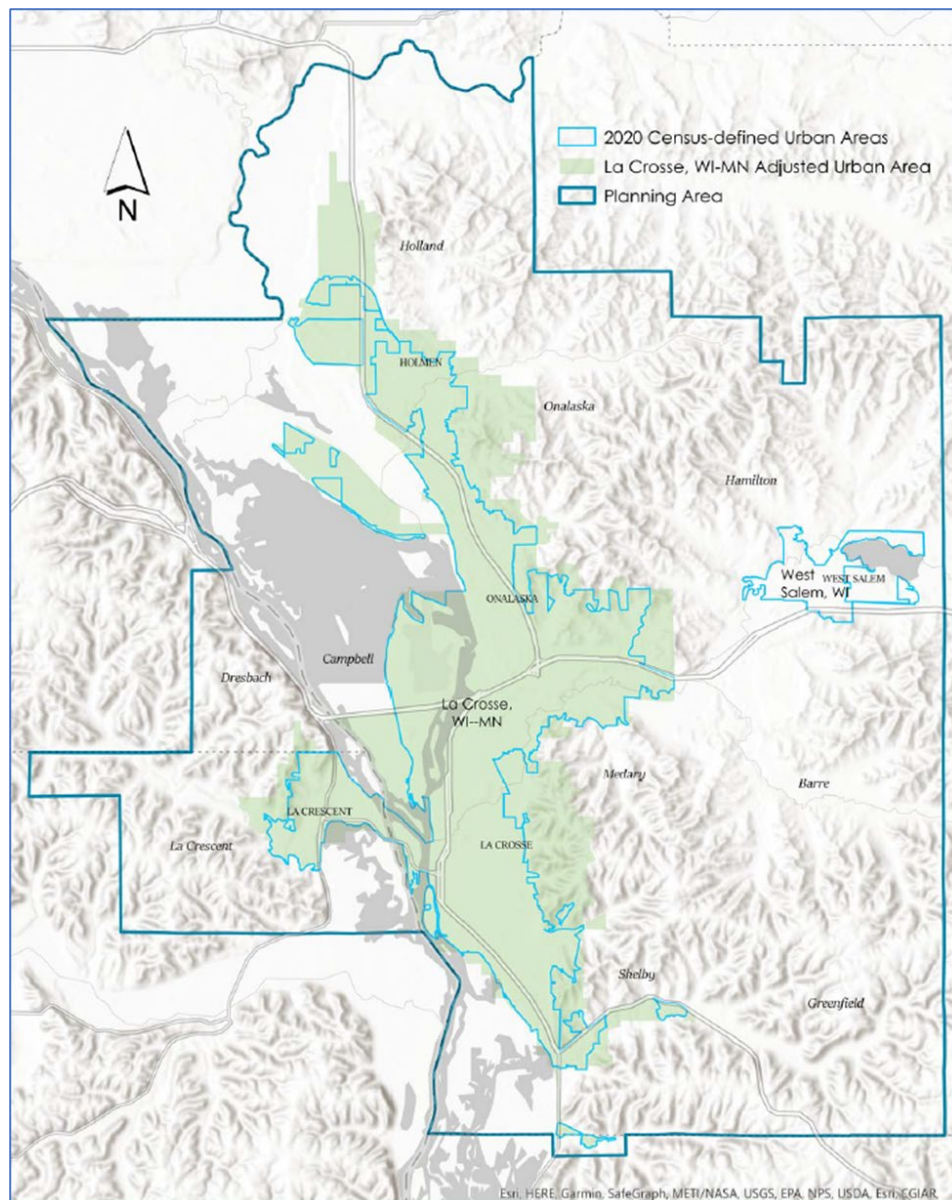 2020 Census-defined Urban Areas
La Crosse, WI-MN Adjusted Urban Area
Planning Area
N
Holland
HOLMEN
Onalaska
Hamilton
West
Salem, WI
WEST SALEM
ONALASKA
Campbell
Dresbach
La Crosse,
WI--MN
Medary
Barre
LA CRESCENT
La Crescent
LA CROSSE
Shelby
Greenfield
Esri, HERE, Garmin, SafeGraph, METI/NASA, USGS, EPA, NPS, USDA, Esri, CGIAR